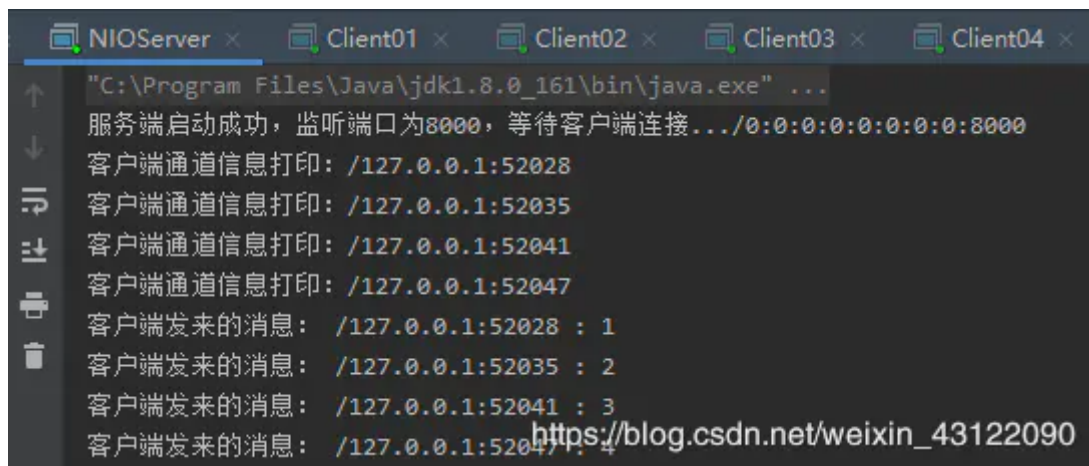 NIOServer × Client01 × Client02 × Client03 × Client04 ×
"C:\Program Files\Java\jdk1.8.0_161\bin\java.exe" ...
服务端启动成功，监听端口为8000，等待客户端连接.../0:0:0:0:0:0:0:0:8000
客户端通道信息打印：/127.0.0.1:52028
客户端通道信息打印：/127.0.0.1:52035
客户端通道信息打印：/127.0.0.1:52041
客户端通道信息打印：/127.0.0.1:52047
客户端发来的消息： /127.0.0.1:52028 : 1
客户端发来的消息： /127.0.0.1:52035 : 2
客户端发来的消息： /127.0.0.1:52041 : 3
客户端发来的消息： /127.0.0.1:52047 : 4
https://blog.csdn.net/weixin_43122090